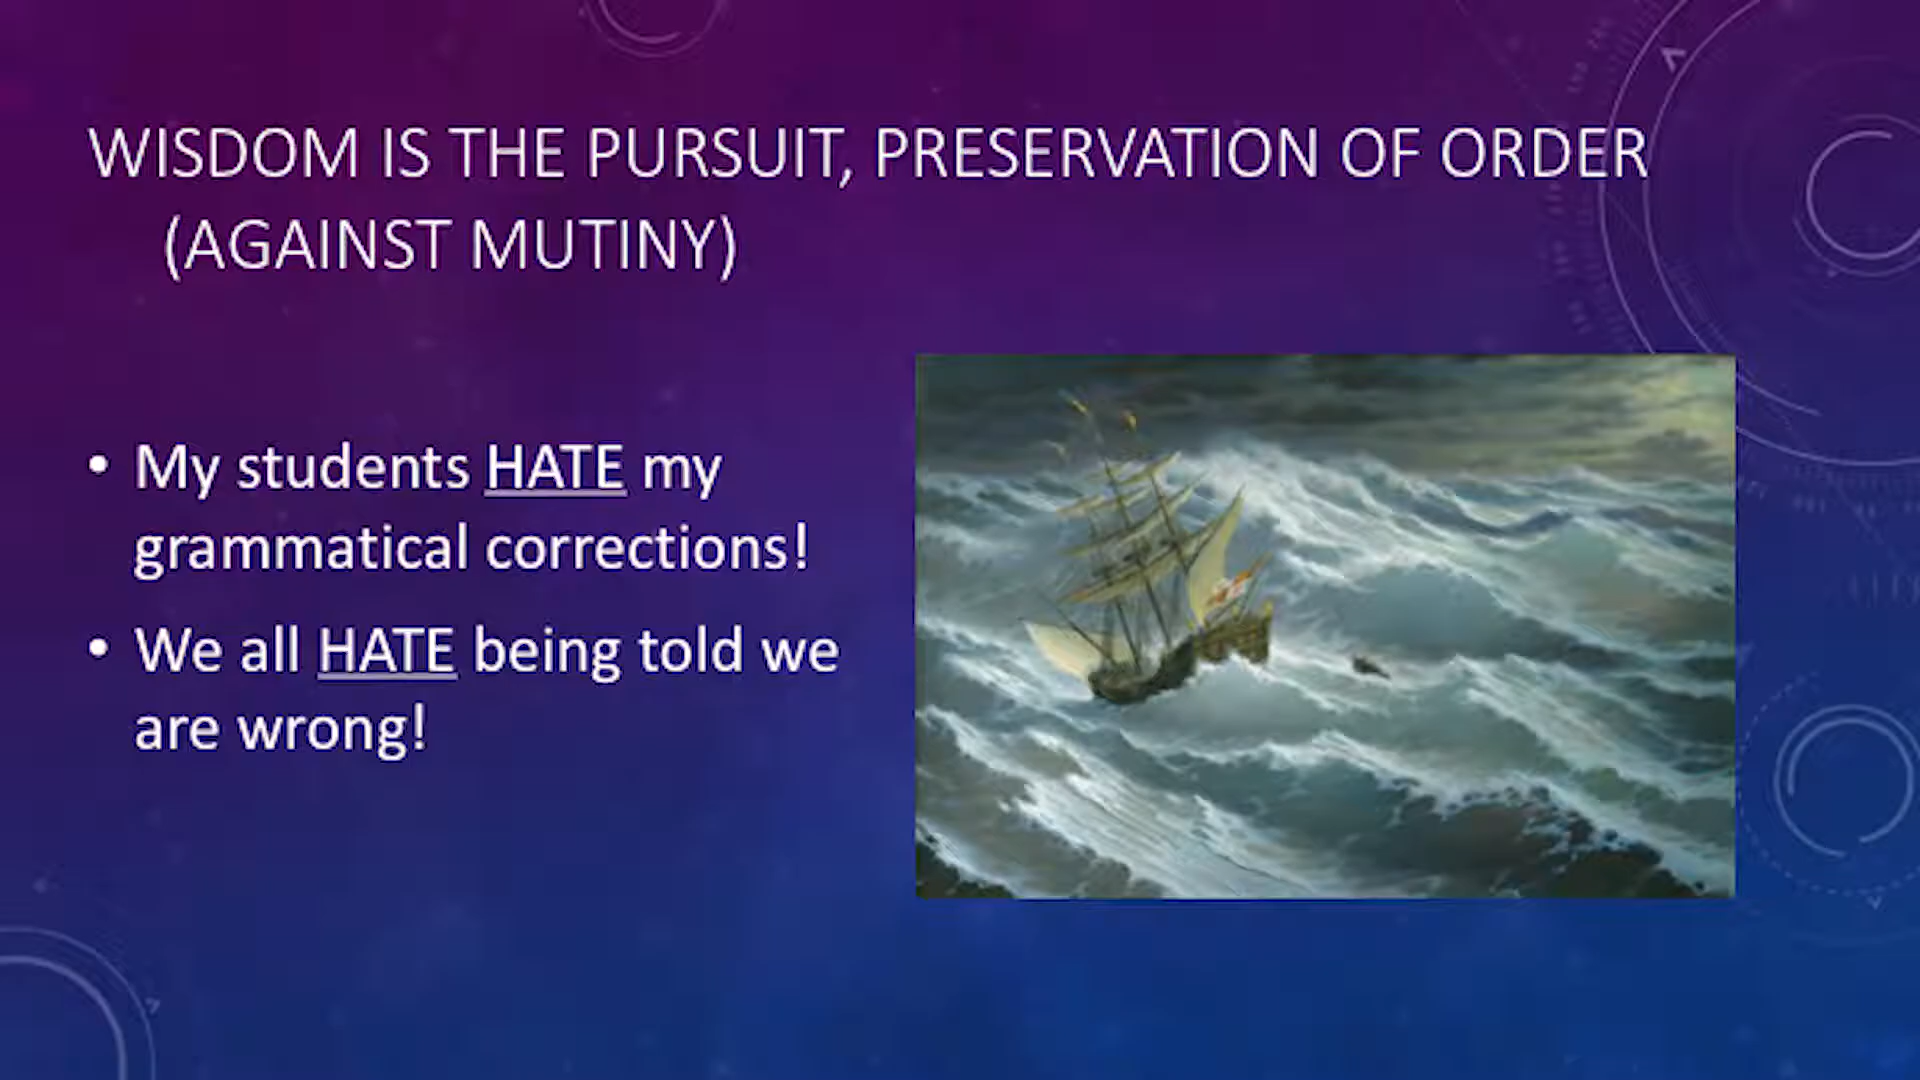 WISDOM IS THE PURSUIT, PRESERVATION OF ORDER
(AGAINST MUTINY)
• My students HATE my
grammatical corrections!
• We all HATE being told we
are wrong!